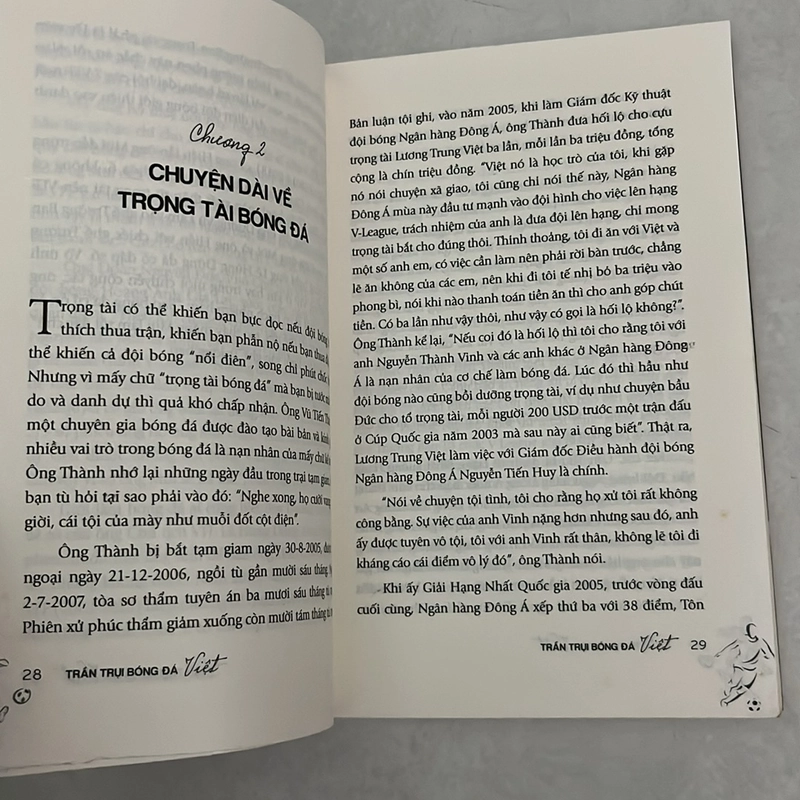 Chương 2
CHUYỆN DÀI VỀ
TRỌNG TÀI BÓNG ĐÁ
Trọng tài có thể khiến bạn bực dọc nếu đội bóng
thích thua trận, khiến bạn phẫn nộ nếu bạn
thể khiến cả đội bóng "nổi điên", song chỉ phút chốc
Nhưng vì mấy chữ "trọng tài bóng đá" mà bạn bị tước
do và danh dự thì quả khó chấp nhận. Ông Vũ Tiến
một chuyên gia bóng đá được đào tạo bài bản và
nhiều vai trò trong bóng đá là nạn nhân của mấy chữ
Ông Thành nhớ lại những ngày đầu trong trại tạm giam,
bạn tù hỏi tại sao phải vào đó: "Nghe xong, họ cười vang
giời, cái tội của mày như muỗi đốt cột điện".
Ông Thành bị bắt tạm giam ngày 30-8-2005, được
ngoại ngày 21-12-2006, ngồi tù gần mười sáu tháng.
2-7-2007, tòa sơ thẩm tuyên án ba mươi sáu tháng tù
Phiên xử phúc thẩm giảm xuống còn mười tám tháng tù
28 TRẦN TRỤI BÓNG ĐÁ Việt
Bản luận tội ghi, vào năm 2005, khi làm Giám đốc Kỹ thuật
đội bóng Ngân hàng Đông Á, ông Thành đưa hối lộ cho cựu
trọng tài Lương Trung Việt ba lần, mỗi lần ba triệu đồng, tổng
cộng là chín triệu đồng. "Việt nó là học trò của tôi, khi gặp
nó nói chuyện xã giao, tôi cũng chỉ nói thế này, Ngân hàng
Đông Á mùa này đầu tư mạnh vào đội hình cho việc lên hạng
V-League, trách nhiệm của anh là đưa đội lên hạng, chỉ mong
trọng tài bắt cho đúng thôi. Thỉnh thoảng, tôi đi ăn với Việt và
một số anh em, có việc cần làm nên phải rời bàn trước, chẳng
lẽ ăn không của các em, nên khi đi tôi tế nhị bỏ ba triệu vào
phong bì, nói khi nào thanh toán tiền ăn thì cho anh góp chút
tiền. Có ba lần như vậy thôi, như vậy có gọi là hối lộ không?".
Ông Thành kể lại, "Nếu coi đó là hối lộ thì tôi cho rằng tôi với
anh Nguyễn Thành Vinh và các anh khác ở Ngân hàng Đông
Á là nạn nhân của cơ chế làm bóng đá. Lúc đó thì hầu như
đội bóng nào cũng bồi dưỡng trọng tài, ví dụ như chuyện bầu
Đức cho tổ trọng tài, mỗi người 200 USD trước một trận đấu
ở Cúp Quốc gia năm 2003 mà sau này ai cũng biết". Thật ra,
Lương Trung Việt làm việc với Giám đốc Điều hành đội bóng
Ngân hàng Đông Á Nguyễn Tiến Huy là chính.
"Nói về chuyện tội tình, tôi cho rằng họ xử tôi rất không
công bằng. Sự việc của anh Vinh nặng hơn nhưng sau đó, anh
ấy được tuyên vô tội, tôi với anh Vinh rất thân, không lẽ tôi đi
kháng cáo cái điểm vô lý đó", ông Thành nói.
Khi ấy Giải Hạng Nhất Quốc gia 2005, trước vòng đấu
cuối cùng, Ngân hàng Đông Á xếp thứ ba với 38 điểm, Tôn
TRẦN TRỤI BÓNG ĐÁ Việt 29